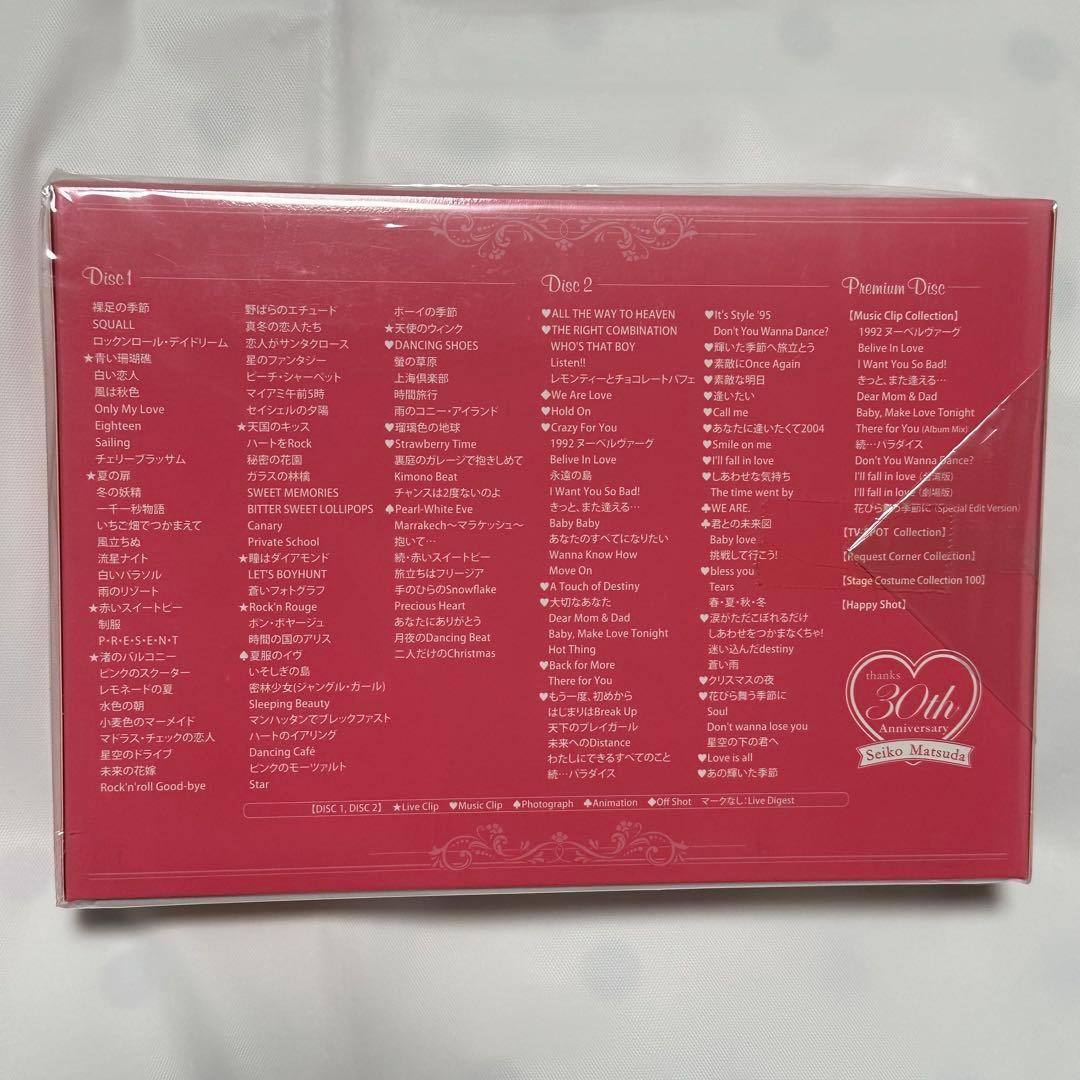 Disc 1
裸足の季節
SQUALL
ロックンロール・デイドリーム
★青い珊瑚礁
白い恋人
風は秋色
Only My Love
Eighteen
Sailing
チェリーブラッサム
★夏の扉
冬の妖精
一千一秒物語
いちご畑でつかまえて
風立ちぬ
流星ナイト
白いパラソル
雨のリゾート
★赤いスイートピー
制服
P・R・E・S・E・N・T
★渚のバルコニー
ピンクのスクーター
レモネードの夏
水色の朝
小麦色のマーメイド
マドラス・チェックの恋人
星空のドライブ
未来の花嫁
Rock'n'roll Good-bye
野ばらのエチュード
真冬の恋人たち
恋人がサンタクロース
星のファンタジー
ピーチ・シャーベット
マイアミ午前5時
セイシェルの夕陽
★天国のキッス
ハートをRock
秘密の花園
ガラスの林檎
SWEET MEMORIES
BITTER SWEET LOLLIPOPS
Canary
Private School
★瞳はダイアモンド
LET'S BOYHUNT
蒼いフォトグラフ
★Rock'n Rouge
ボン・ボヤージュ
時間の国のアリス
♠夏服のイヴ
いそしぎの島
密林少女(ジャングル・ガール)
Sleeping Beauty
マンハッタンでブレックファスト
ハートのイアリング
Dancing Café
ピンクのモーツァルト
Star
ボーイの季節
★天使のウィンク
♥DANCING SHOES
螢の草原
上海倶楽部
時間旅行
雨のコニー・アイランド
♥瑠璃色の地球
♥Strawberry Time
裏庭のガレージで抱きしめて
Kimono Beat
チャンスは2度ないのよ
♠Pearl-White Eve
Marrakech〜マラケッシュ〜
抱いて…
続・赤いスイートピー
旅立ちはフリージア
手のひらのSnowflake
Precious Heart
あなたにありがとう
月夜のDancing Beat
二人だけのChristmas
Disc 2
♥ALL THE WAY TO HEAVEN
♥THE RIGHT COMBINATION
WHO'S THAT BOY
Listen!!
レモンティーとチョコレートパフェ
◆We Are Love
♥Hold On
♥Crazy For You
1992 ヌーベルヴァーグ
Belive In Love
永遠の島
I Want You So Bad!
きっと、また逢える…
Baby Baby
あなたのすべてになりたい
Wanna Know How
Move On
♥A Touch of Destiny
♥大切なあなた
Dear Mom & Dad
Baby, Make Love Tonight
Hot Thing
♥Back for More
There for You
♥もう一度、初めから
はじまりはBreak Up
天下のプレイガール
未来へのDistance
わたしにできるすべてのこと
続…パラダイス
♥It's Style '95
Don't You Wanna Dance?
♥輝いた季節へ旅立とう
♥素敵にOnce Again
♥素敵な明日
♥逢いたい
♥Call me
♥あなたに逢いたくて2004
♥Smile on me
♥I'll fall in love
♥しあわせな気持ち
The time went by
♣WE ARE.
♣君との未来図
Baby love
挑戦して行こう!
♥bless you
Tears
春・夏・秋・冬
♥涙がただこぼれるだけ
しあわせをつかまなくちゃ!
迷い込んだdestiny
蒼い雨
♥クリスマスの夜
♥花びら舞う季節に
Soul
Don't wanna lose you
星空の下の君へ
♥Love is all
♥あの輝いた季節
Premium Disc
【Music Clip Collection】
1992 ヌーベルヴァーグ
Belive In Love
I Want You So Bad!
きっと、また逢える…
Dear Mom & Dad
Baby, Make Love Tonight
There for You (Album Mix)
続…パラダイス
Don't You Wanna Dance?
I'll fall in love (台湾版)
I'll fall in love (劇場版)
花びら舞う季節に (Special Edit Version)
【TV-SPOT Collection】
【Request Corner Collection】
【Stage Costume Collection 100】
【Happy Shot】
thanks
30th
Anniversary
Seiko Matsuda
【DISC 1, DISC 2】 ★Live Clip ♥Music Clip ♠Photograph ♣Animation ◆Off Shot マークなし:Live Digest